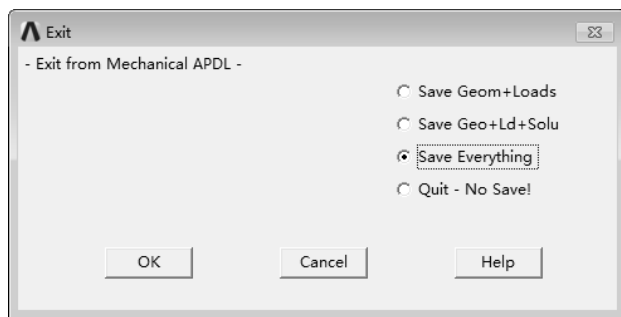 Exit
- Exit from Mechanical APDL -
Save Geom+Loads
Save Geo+Ld+Solu
Save Everything
Quit - No Save!
OK Cancel Help